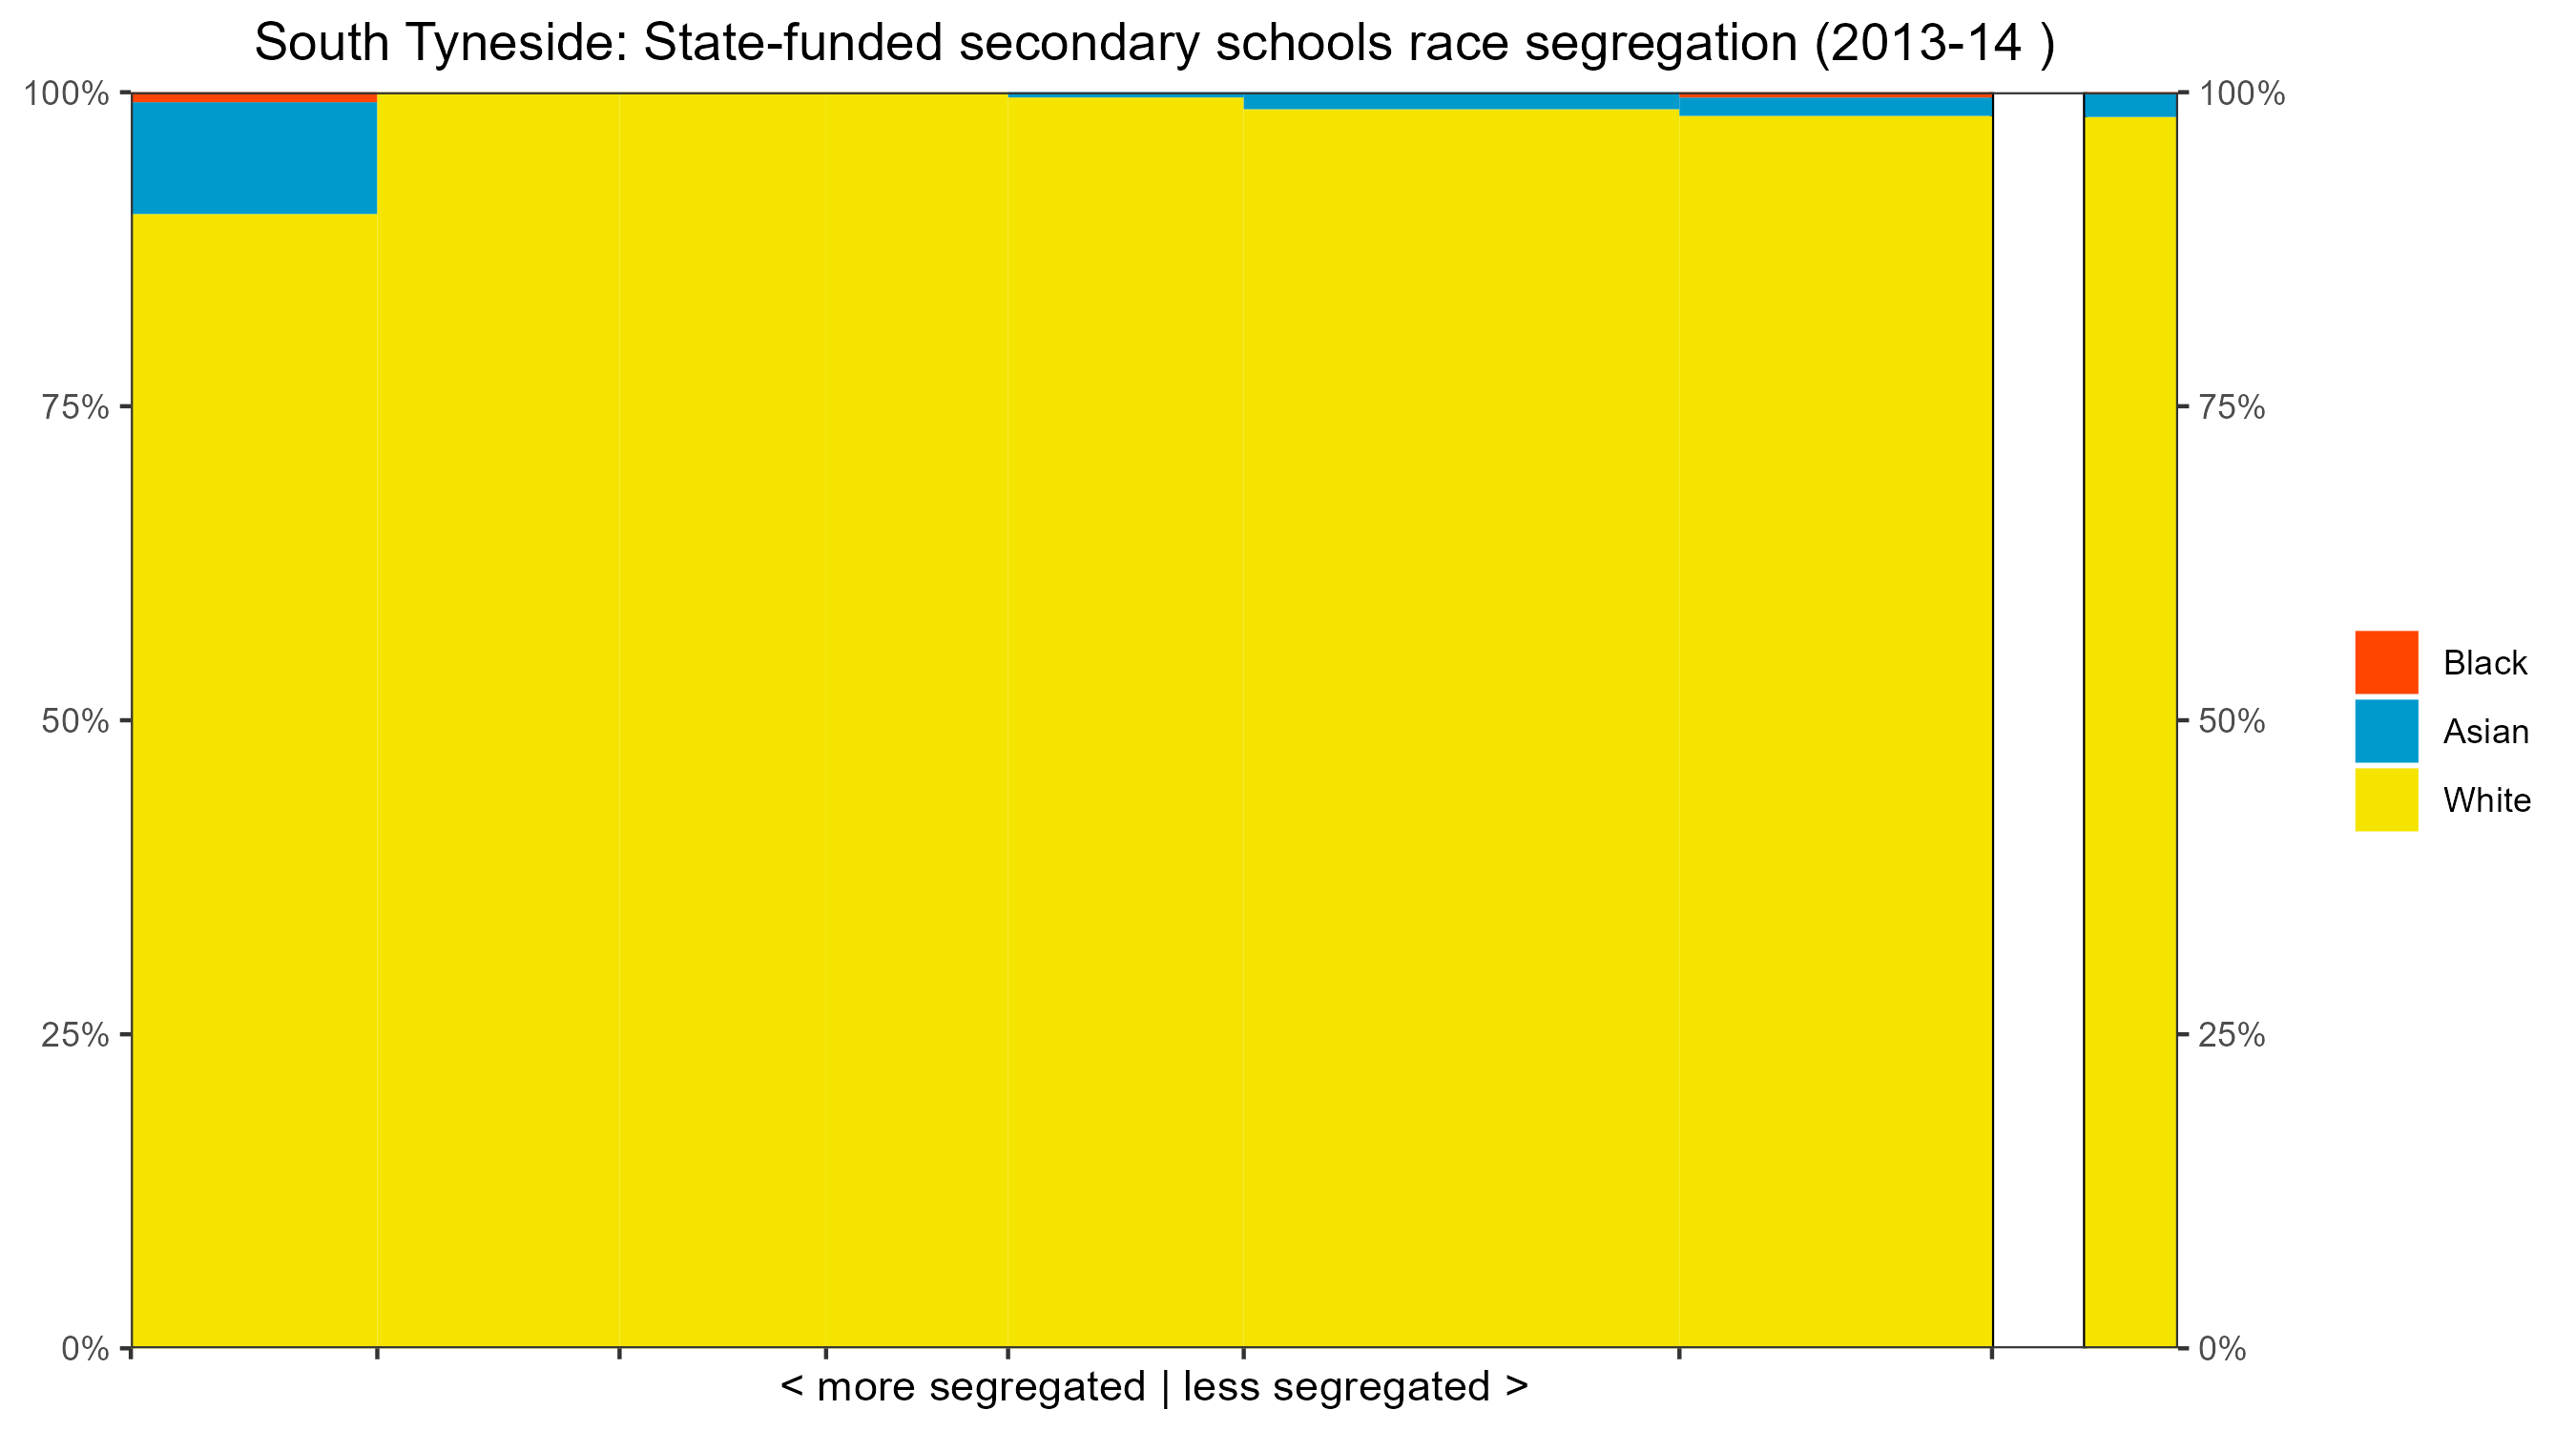 South Tyneside: State-funded secondary schools race segregation (2013-14 )
100%
75%
50%
25%
0%
100%
75%
50%
25%
0%
Black
Asian
White
< more segregated | less segregated >